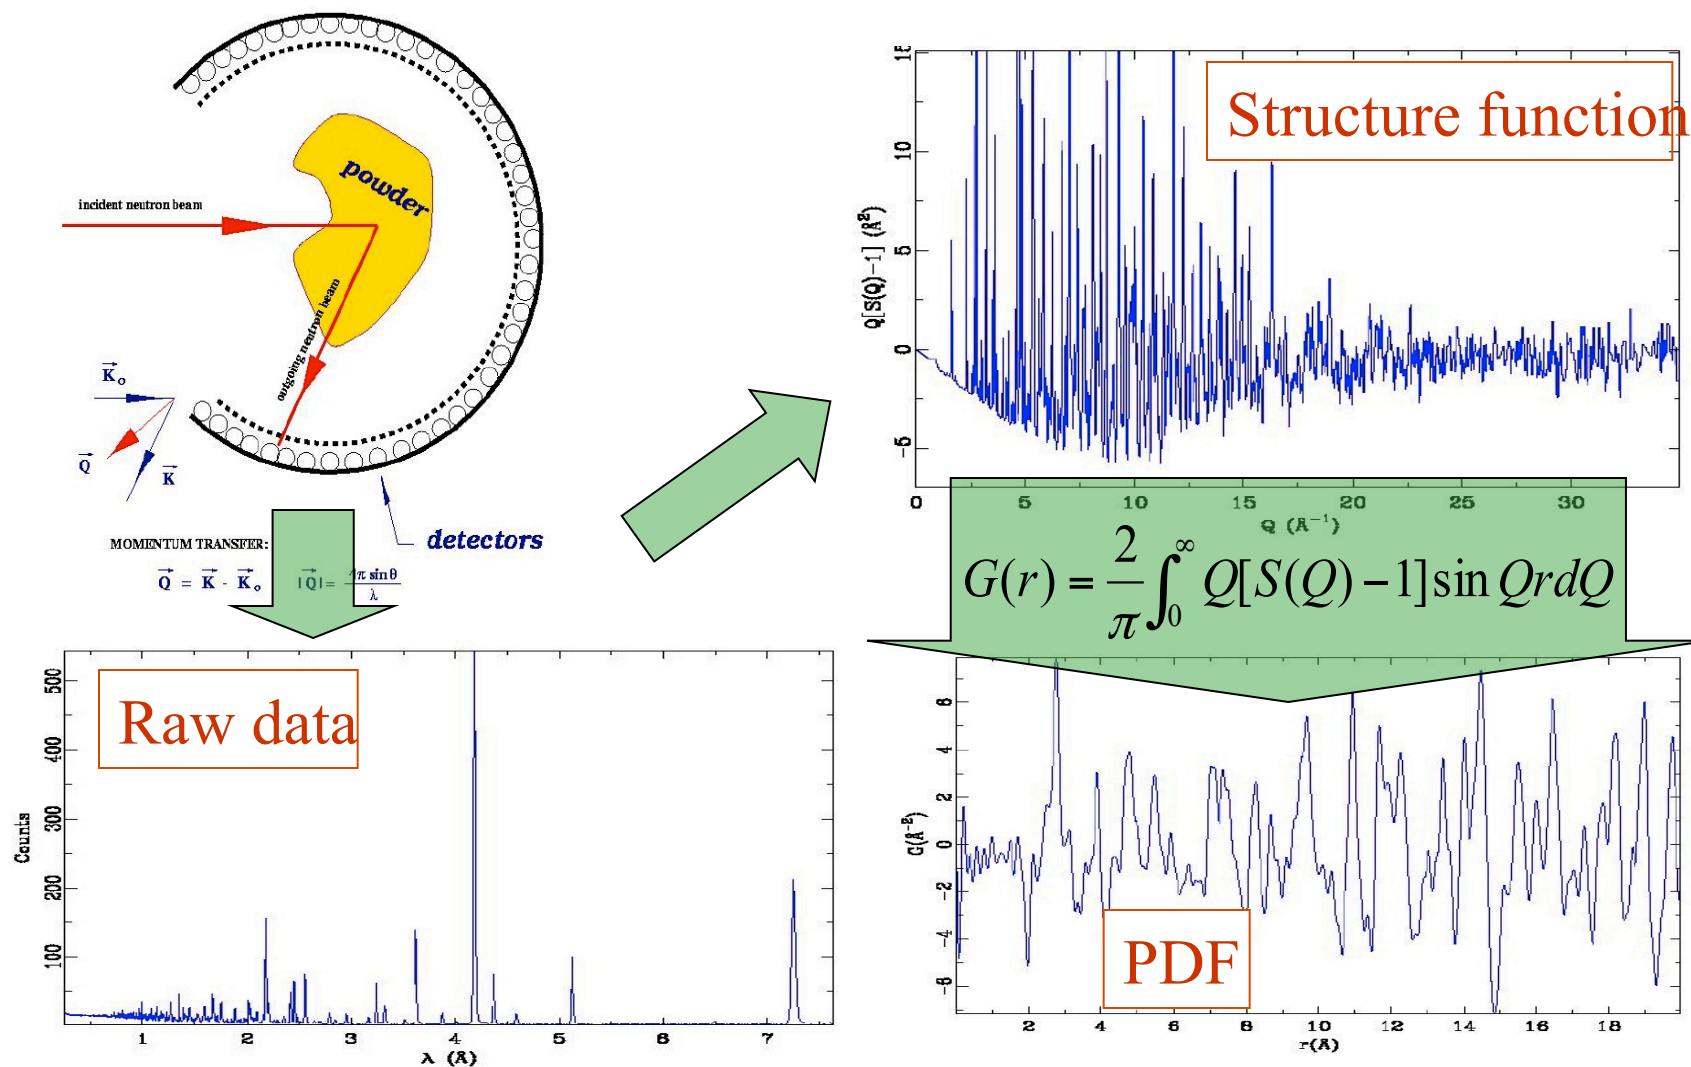 powder
incident neutron beam
outgoing neutron beam
K₀
Q
K
detectors
MOMENTUM TRANSFER:
Q = K - K₀   |Q| = 4π sinθ / λ
Structure function
Q[S(Q)-1] (Å²)
15
10
5
0
-5
0 5 10 15 20 25 30
Q (Å⁻¹)
G(r) = 2/π ∫₀^∞ Q[S(Q) − 1] sin QrdQ
Raw data
Counts
500
400
300
200
100
1 2 3 4 5 6 7
λ (Å)
PDF
G(Å⁻²)
6
4
2
0
-2
-4
-6
2 4 6 8 10 12 14 16 18
r(Å)